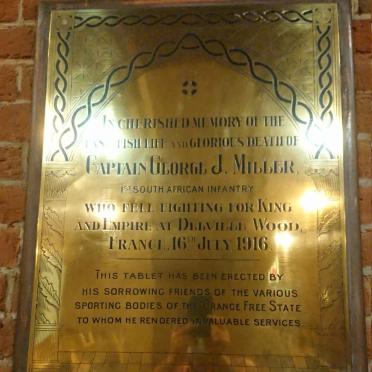 IN CHERISHED MEMORY OF THE
UNSELFISH LIFE AND GLORIOUS DEATH OF
CAPTAIN GEORGE J. MILLER,
1ST SOUTH AFRICAN INFANTRY
WHO FELL FIGHTING FOR KING
AND EMPIRE AT DELVILLE WOOD,
FRANCE, 16TH JULY 1916.
THIS TABLET HAS BEEN ERECTED BY
HIS SORROWING FRIENDS OF THE VARIOUS
SPORTING BODIES OF THE ORANGE FREE STATE
TO WHOM HE RENDERED INVALUABLE SERVICES